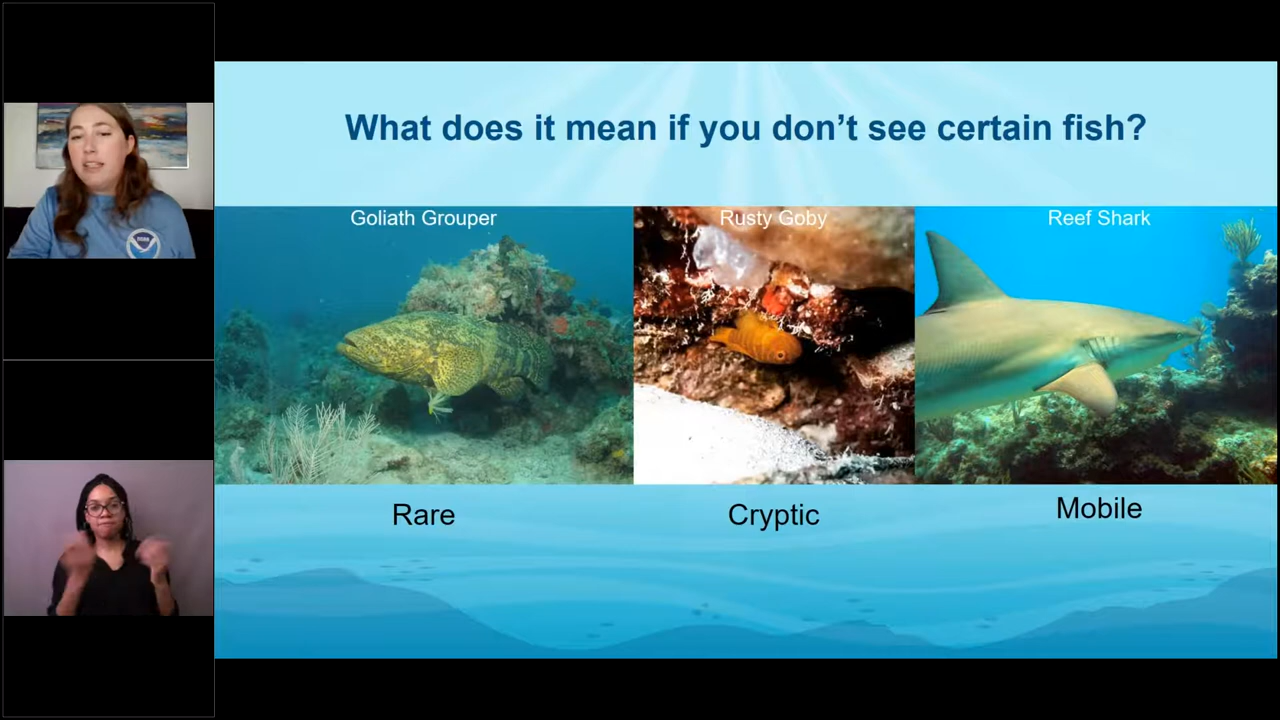 What does it mean if you don't see certain fish?
Goliath Grouper
Rusty Goby
Reef Shark
Rare
Cryptic
Mobile